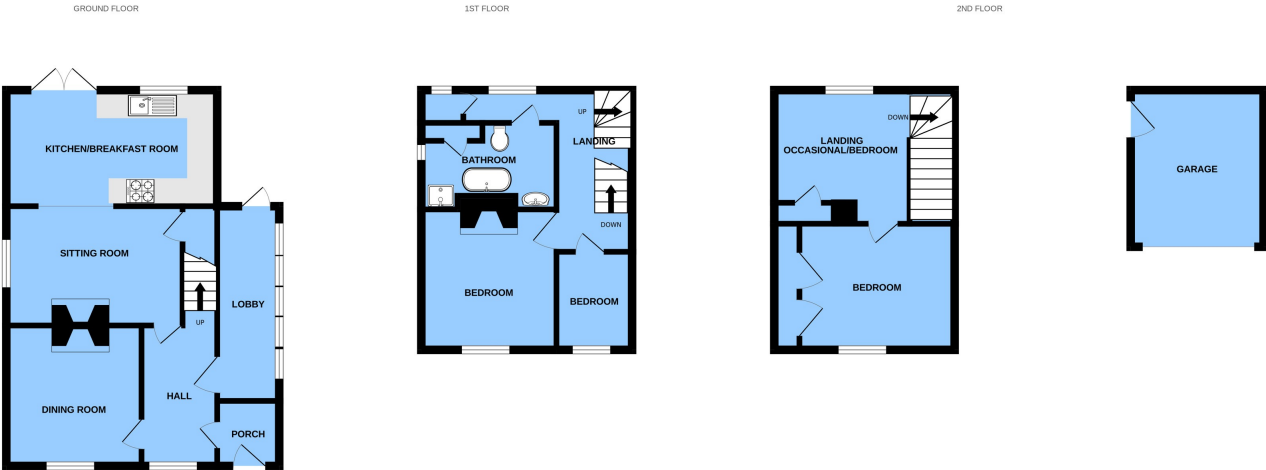 GROUND FLOOR
1ST FLOOR
2ND FLOOR
KITCHEN/BREAKFAST ROOM
SITTING ROOM
LOBBY
UP
HALL
DINING ROOM
PORCH
UP
LANDING
BATHROOM
DOWN
BEDROOM
BEDROOM
DOWN
LANDING
OCCASIONAL/BEDROOM
BEDROOM
GARAGE